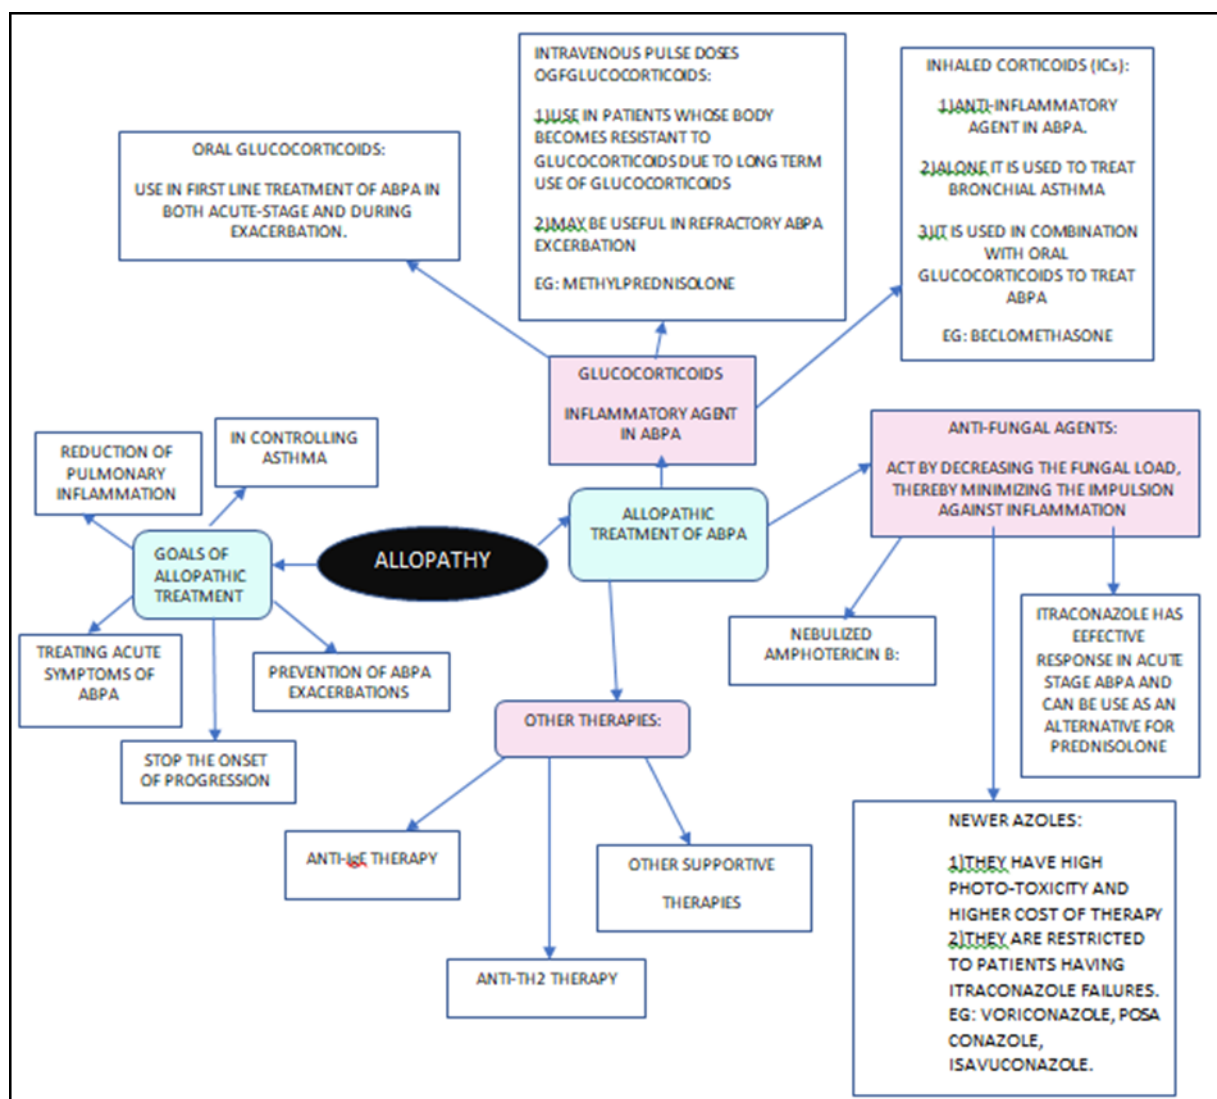 INTRAVENOUS PULSE DOSES
OGFGLUCOCORTICOIDS:
1)USE IN PATIENTS WHOSE BODY
BECOMES RESISTANT TO
GLUCOCORTICOIDS DUE TO LONG TERM
USE OF GLUCOCORTICOIDS
2)MAY BE USEFUL IN REFRACTORY ABPA
EXCERBATION
EG: METHYLPREDNISOLONE
INHALED CORTICOIDS (ICs):
1)ANTI-INFLAMMATORY
AGENT IN ABPA.
2)ALONE IT IS USED TO TREAT
BRONCHIAL ASTHMA
3)IT IS USED IN COMBINATION
WITH ORAL
GLUCOCORTICOIDS TO TREAT
ABPA
EG: BECLOMETHASONE
ORAL GLUCOCORTICOIDS:
USE IN FIRST LINE TREATMENT OF ABPA IN
BOTH ACUTE-STAGE AND DURING
EXACERBATION.
GLUCOCORTICOIDS
INFLAMMATORY AGENT
IN ABPA
REDUCTION OF
PULMONARY
INFLAMMATION
IN CONTROLLING
ASTHMA
ANTI-FUNGAL AGENTS:
ACT BY DECREASING THE FUNGAL LOAD,
THEREBY MINIMIZING THE IMPULSION
AGAINST INFLAMMATION
GOALS OF
ALLOPATHIC
TREATMENT
ALLOPATHY
ALLOPATHIC
TREATMENT OF ABPA
TREATING ACUTE
SYMPTOMS OF
ABPA
PREVENTION OF ABPA
EXACERBATIONS
STOP THE ONSET
OF PROGRESSION
NEBULIZED
AMPHOTERICIN B:
ITRACONAZOLE HAS
EEFECTIVE
RESPONSE IN ACUTE
STAGE ABPA AND
CAN BE USE AS AN
ALTERNATIVE FOR
PREDNISOLONE
OTHER THERAPIES:
ANTI-IgE THERAPY
OTHER SUPPORTIVE
THERAPIES
ANTI-TH2 THERAPY
NEWER AZOLES:
1)THEY HAVE HIGH
PHOTO-TOXICITY AND
HIGHER COST OF THERAPY
2)THEY ARE RESTRICTED
TO PATIENTS HAVING
ITRACONAZOLE FAILURES.
EG: VORICONAZOLE, POSA
CONAZOLE,
ISAVUCONAZOLE.